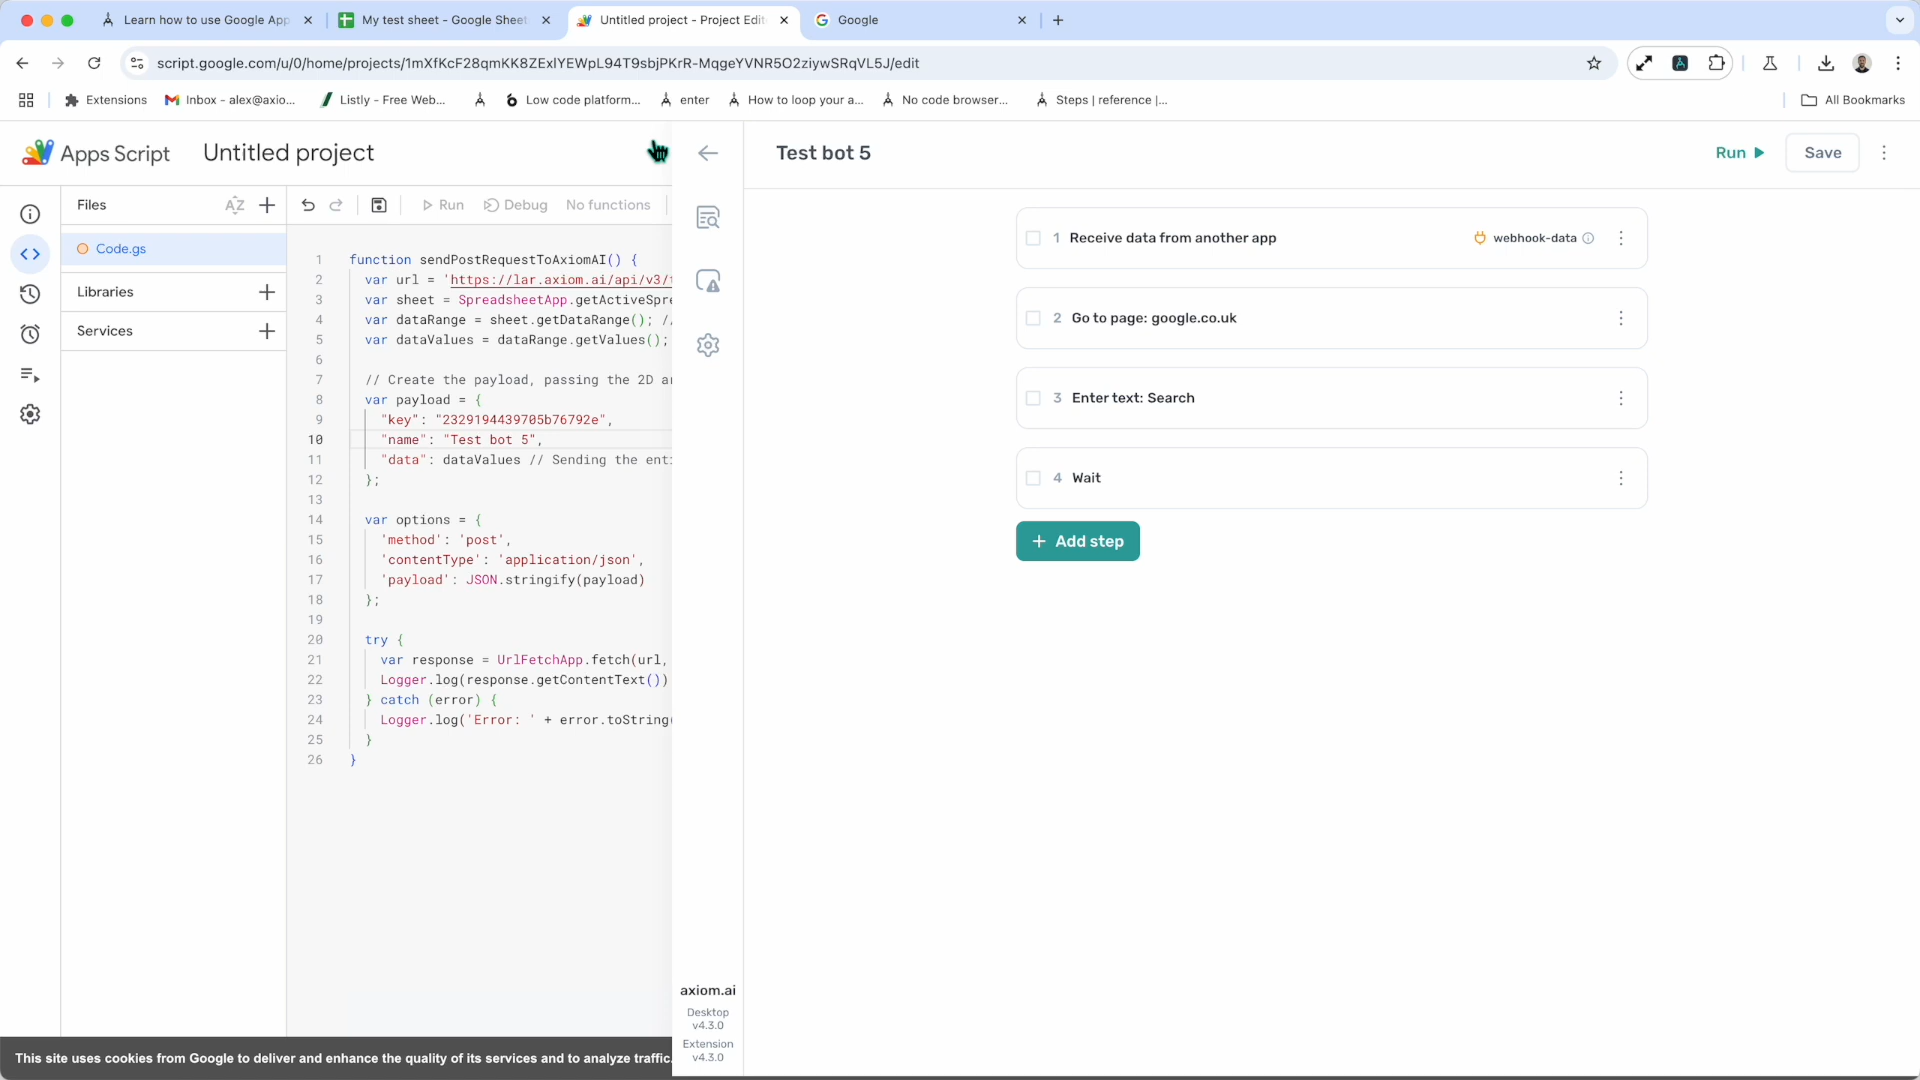 Learn how to use Google App
My test sheet - Google Sheet
Untitled project - Project Edit
Google
script.google.com/u/0/home/projects/1mXfKcF28qmKK8ZExlYEWpL94T9sbjPKrR-MqgeYVNR5O2ziywSRqVL5J/edit
Extensions
Inbox - alex@axio...
Listly - Free Web...
Low code platform...
enter
How to loop your a...
No code browser...
Steps | reference |...
All Bookmarks
Apps Script
Untitled project
Test bot 5
Run
Save
Files
AZ
Run
Debug
No functions
Code.gs
Libraries
Services
1 function sendPostRequestToAxiomAI() {
2 var url = 'https://lar.axiom.ai/api/v3/
3 var sheet = SpreadsheetApp.getActiveSpre
4 var dataRange = sheet.getDataRange(); /
5 var dataValues = dataRange.getValues();
6
7 // Create the payload, passing the 2D a
8 var payload = {
9 "key": "2329194439705b76792e",
10 "name": "Test bot 5",
11 "data": dataValues // Sending the ent
12 };
13
14 var options = {
15 'method': 'post',
16 'contentType': 'application/json',
17 'payload': JSON.stringify(payload)
18 };
19
20 try {
21 var response = UrlFetchApp.fetch(url,
22 Logger.log(response.getContentText())
23 } catch (error) {
24 Logger.log('Error: ' + error.toString(
25 }
26 }
1 Receive data from another app
webhook-data
2 Go to page: google.co.uk
3 Enter text: Search
4 Wait
+ Add step
axiom.ai
Desktop
v4.3.0
Extension
v4.3.0
This site uses cookies from Google to deliver and enhance the quality of its services and to analyze traffic.